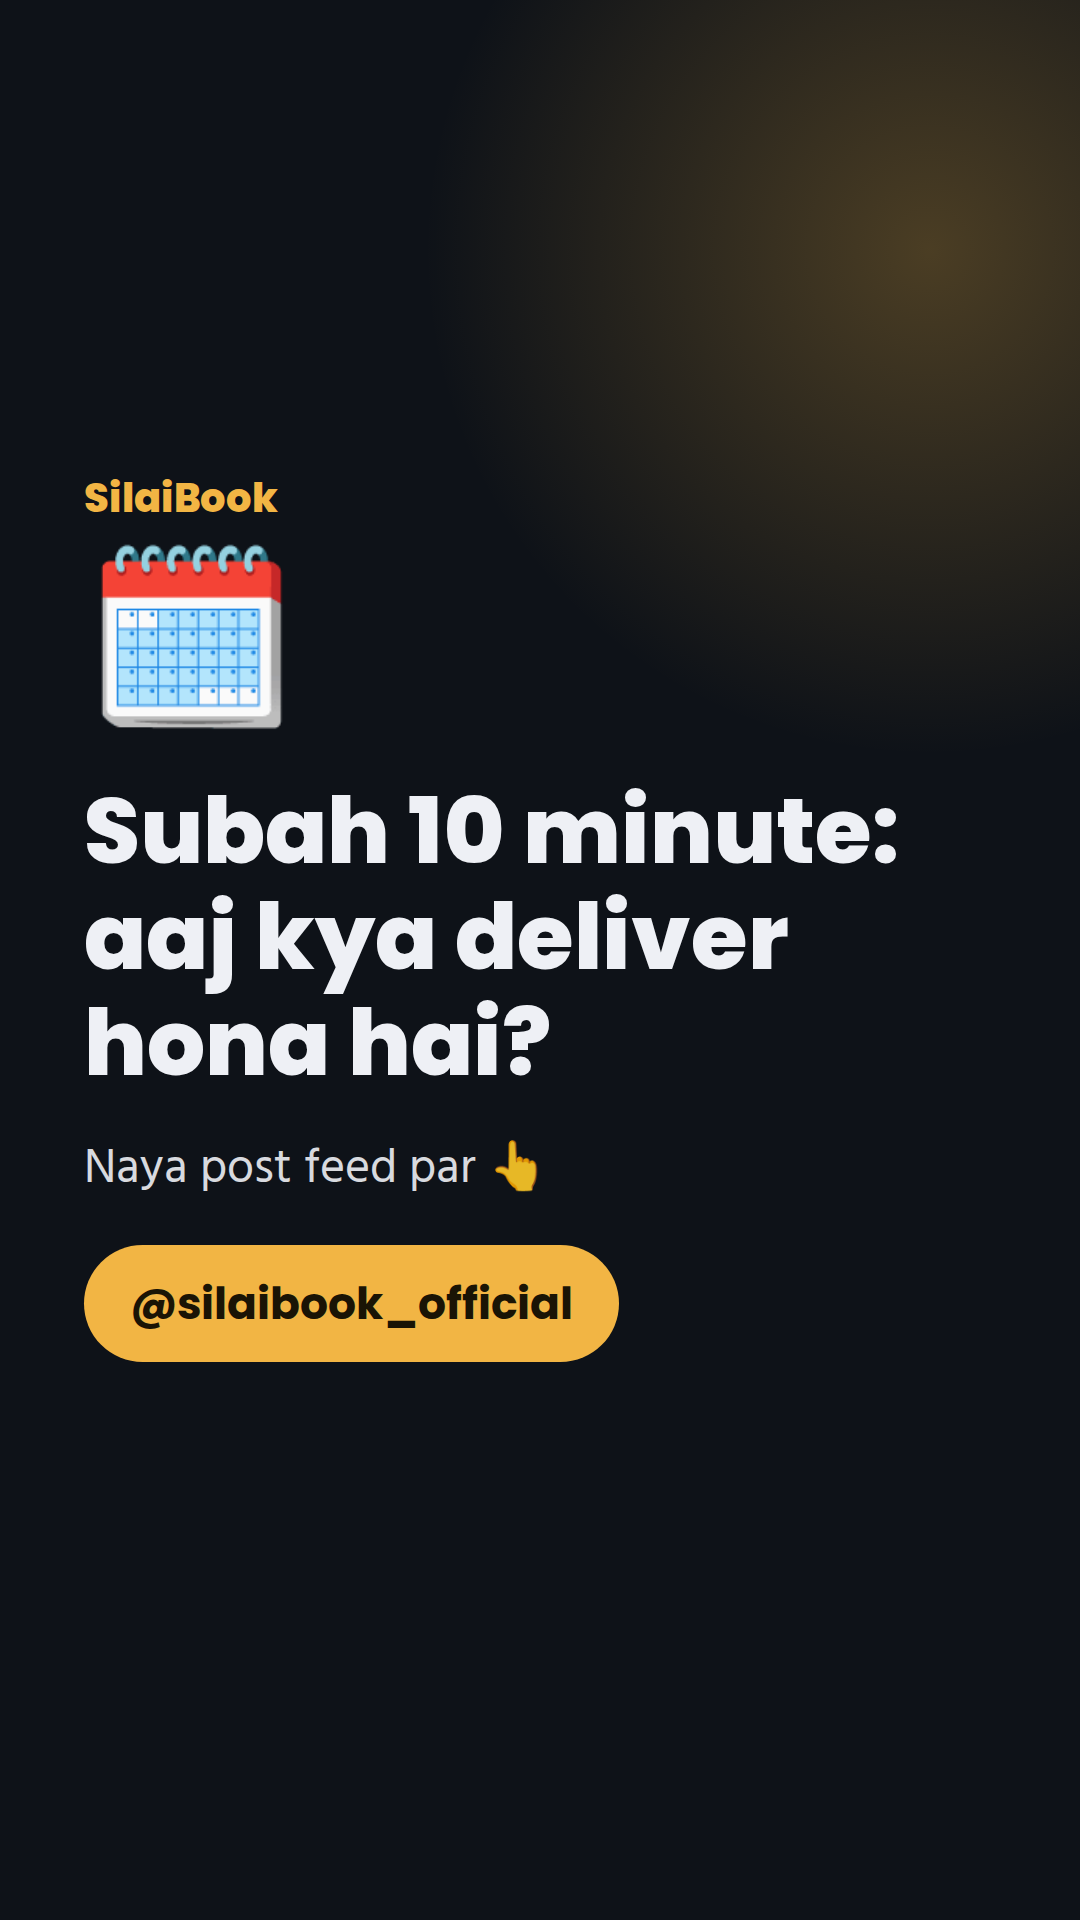 SilaiBook
Subah 10 minute:
aaj kya deliver
hona hai?
Naya post feed par 👆
@silaibook_official